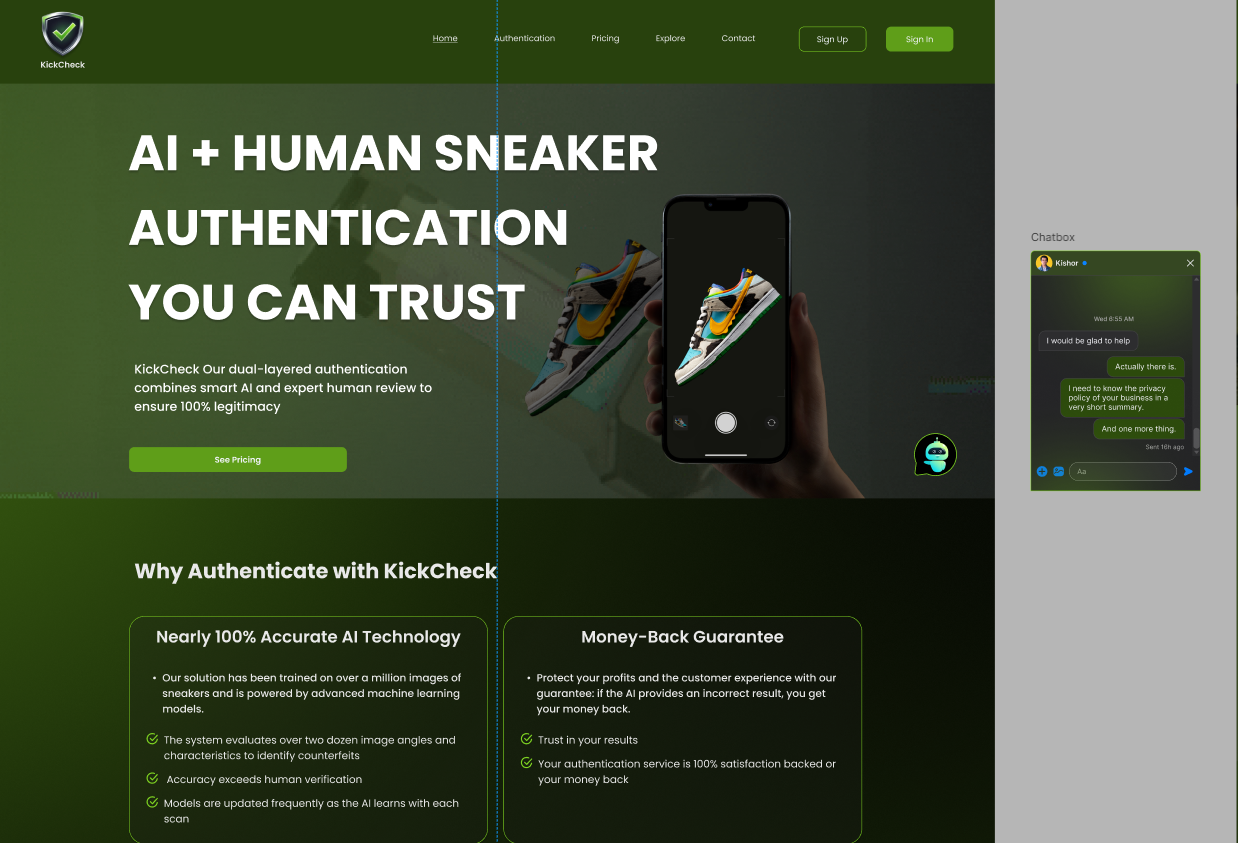 KickCheck
Home
Authentication
Pricing
Explore
Contact
Sign Up
Sign In
AI + HUMAN SNEAKER
AUTHENTICATION
YOU CAN TRUST
KickCheck Our dual-layered authentication
combines smart AI and expert human review to
ensure 100% legitimacy
See Pricing
Why Authenticate with KickCheck
Nearly 100% Accurate AI Technology
• Our solution has been trained on over a million images of
sneakers and is powered by advanced machine learning
models.
The system evaluates over two dozen image angles and
characteristics to identify counterfeits
Accuracy exceeds human verification
Models are updated frequently as the AI learns with each
scan
Money-Back Guarantee
• Protect your profits and the customer experience with our
guarantee: if the AI provides an incorrect result, you get
your money back.
Trust in your results
Your authentication service is 100% satisfaction backed or
your money back
Chatbox
Kishor
Wed 8:55 AM
I would be glad to help
Actually there is.
I need to know the privacy
policy of your business in a
very short summary.
And one more thing.
Sent 16h ago
Aa